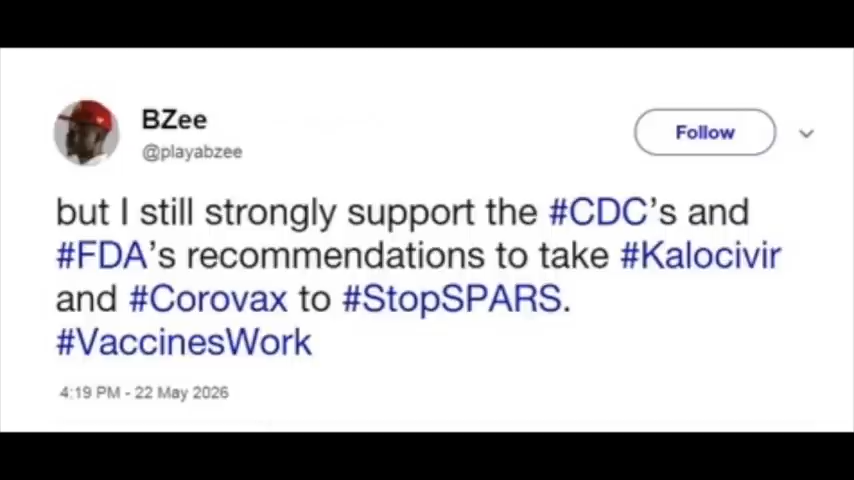 BZee
@playabzee
Follow
but I still strongly support the #CDC's and
#FDA's recommendations to take #Kalocivir
and #Corovax to #StopSPARS.
#VaccinesWork
4:19 PM - 22 May 2026